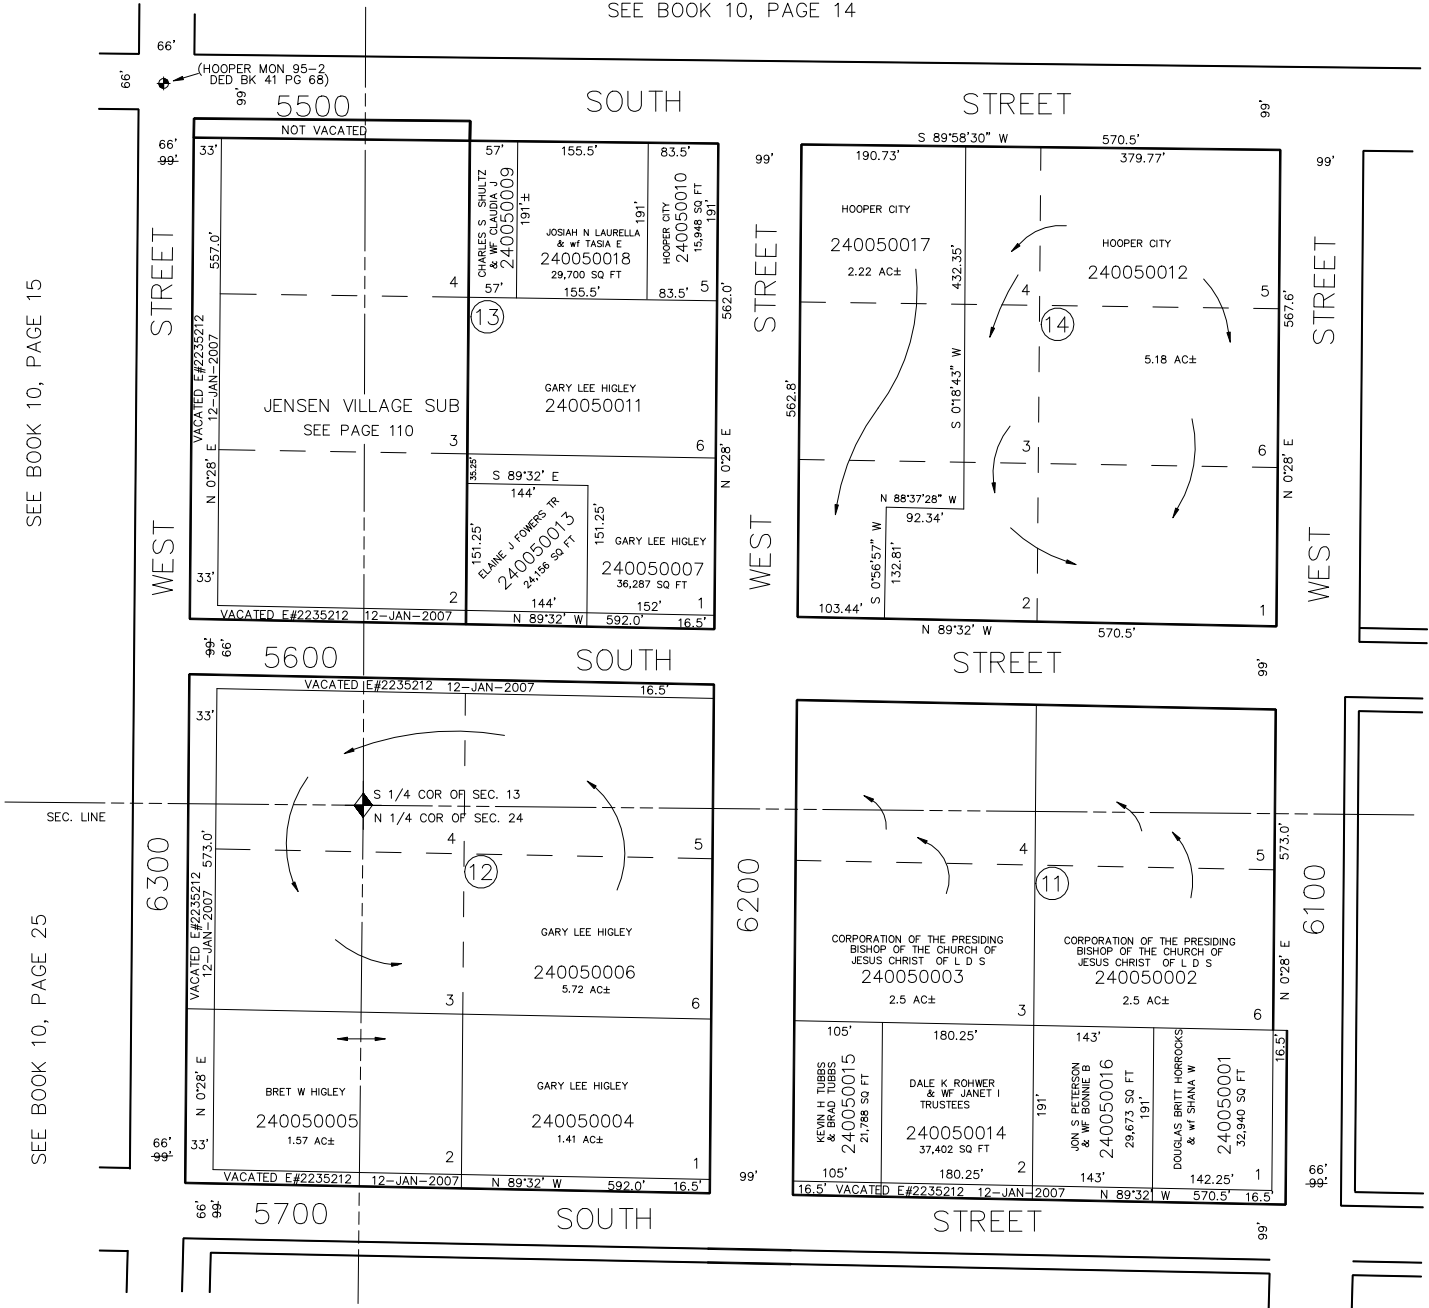 SEE BOOK 10, PAGE 14
66'
66'
(HOOPER MON 95-2
DED BK 41 PG 68)
99'
5500 SOUTH STREET
99'
NOT VACATED
66'
99'
33'
57'
155.5'
83.5'
99'
S 89°58'30" W
570.5'
190.73'
379.77'
99'
CHARLES S SHULTZ
& WF CLAUDIA J
240050009
191'±
JOSIAH N LAURELLA
& wf TASIA E
240050018
29,700 SQ FT
191'
HOOPER CITY
240050010
15,948 SQ FT
191'
57'
155.5'
83.5'
5
4
13
557.0'
562.0'
HOOPER CITY
240050017
2.22 AC±
432.35'
S 0°18'43" W
HOOPER CITY
240050012
4
5
14
5.18 AC±
567.6'
562.8'
STREET
STREET
STREET
SEE BOOK 10, PAGE 15
VACATED E#2235212
12-JAN-2007
N 0°28' E
JENSEN VILLAGE SUB
SEE PAGE 110
3
GARY LEE HIGLEY
240050011
6
N 0°28' E
3
6
N 0°28' E
35.25'
S 89°32' E
144'
151.25'
ELAINE J FOWERS TR
240050013
24,156 SQ FT
151.25'
GARY LEE HIGLEY
240050007
36,287 SQ FT
N 88°37'28" W
92.34'
S 0°56'57" W
132.81'
WEST
WEST
WEST
33'
2
144'
152'
1
103.44'
2
1
VACATED E#2235212 12-JAN-2007
N 89°32' W
592.0'
16.5'
N 89°32' W
570.5'
99'
66'
5600 SOUTH STREET
99'
VACATED E#2235212 12-JAN-2007
16.5'
33'
S 1/4 COR OF SEC. 13
N 1/4 COR OF SEC. 24
SEC. LINE
4
5
12
573.0'
4
5
11
573.0'
6300
6200
6100
SEE BOOK 10, PAGE 25
VACATED E#2235212
12-JAN-2007
GARY LEE HIGLEY
240050006
5.72 AC±
3
6
CORPORATION OF THE PRESIDING
BISHOP OF THE CHURCH OF
JESUS CHRIST OF L D S
240050003
2.5 AC±
3
CORPORATION OF THE PRESIDING
BISHOP OF THE CHURCH OF
JESUS CHRIST OF L D S
240050002
2.5 AC±
6
N 0°28' E
N 0°28' E
BRET W HIGLEY
240050005
1.57 AC±
GARY LEE HIGLEY
240050004
1.41 AC±
105'
180.25'
143'
16.5'
KEVIN H TUBBS
& BRAD TUBBS
240050015
21,788 SQ FT
DALE K ROHWER
& WF JANET I
TRUSTEES
240050014
37,402 SQ FT
191'
JON S PETERSON
& WF BONNIE B
240050016
29,673 SQ FT
191'
DOUGLAS BRITT HORROCKS
& wf SHANA W
240050001
32,940 SQ FT
66'
99'
33'
2
1
99'
105'
180.25'
2
143'
142.25'
1
66'
99'
VACATED E#2235212 12-JAN-2007
N 89°32' W
592.0'
16.5'
16.5' VACATED E#2235212 12-JAN-2007
N 89°32' W
570.5'
16.5'
66'
99'
5700 SOUTH STREET
99'